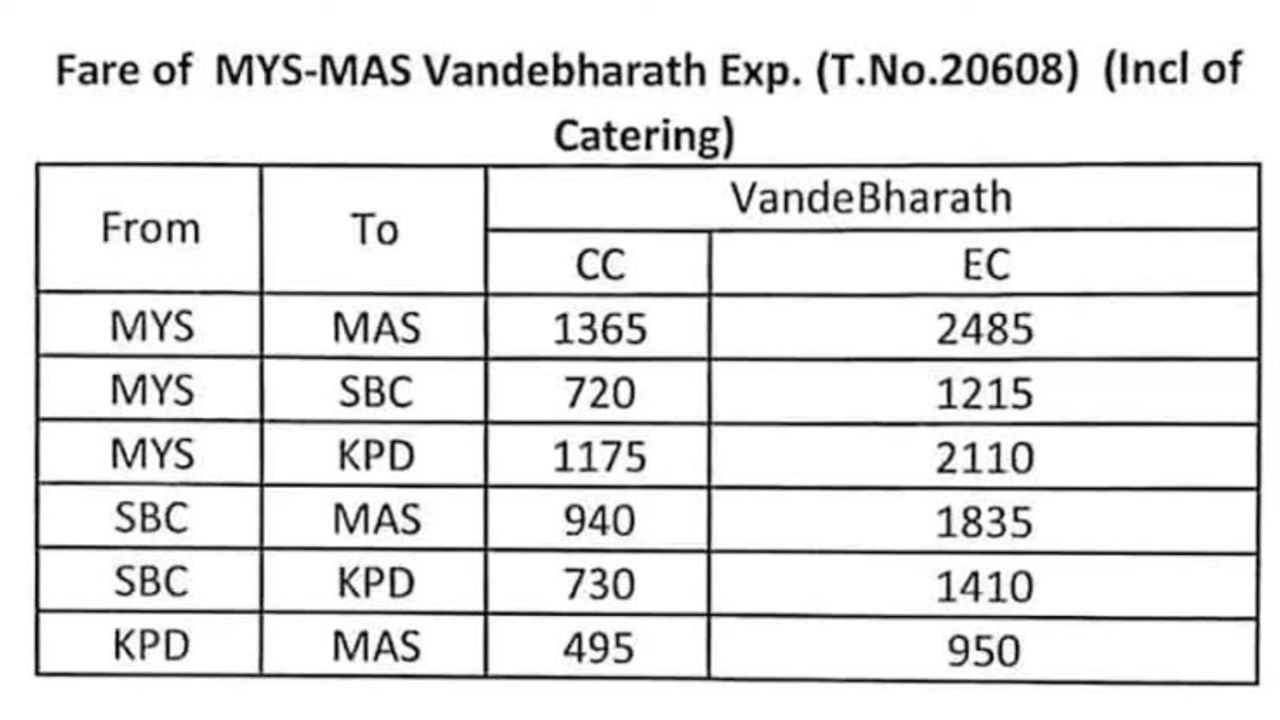 Fare of MYS-MAS Vandebharath Exp. (T.No.20608) (Incl of
Catering)
From To VandeBharath
CC EC
MYS MAS 1365 2485
MYS SBC 720 1215
MYS KPD 1175 2110
SBC MAS 940 1835
SBC KPD 730 1410
KPD MAS 495 950